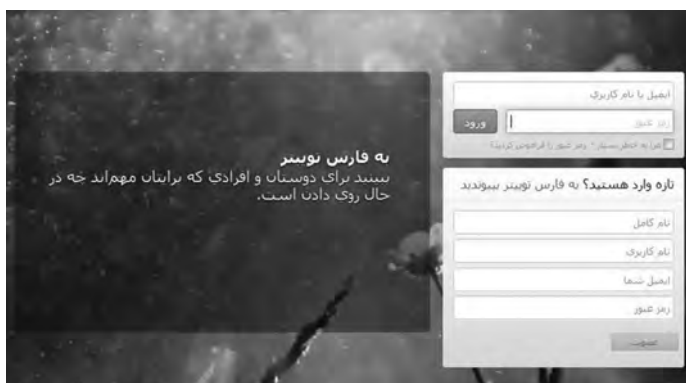 ایمیل یا نام کاربری
رمز عبور
ورود
مرا به خاطر بسپار · رمز عبور را فراموش کردید؟
به فارس توییتر
ببینید برای دوستان و افرادی که برایتان مهم‌اند چه در
حال روی دادن است.
تازه وارد هستید؟ به فارس توییتر بپیوندید
نام کامل
نام کاربری
ایمیل شما
رمز عبور
عضویت